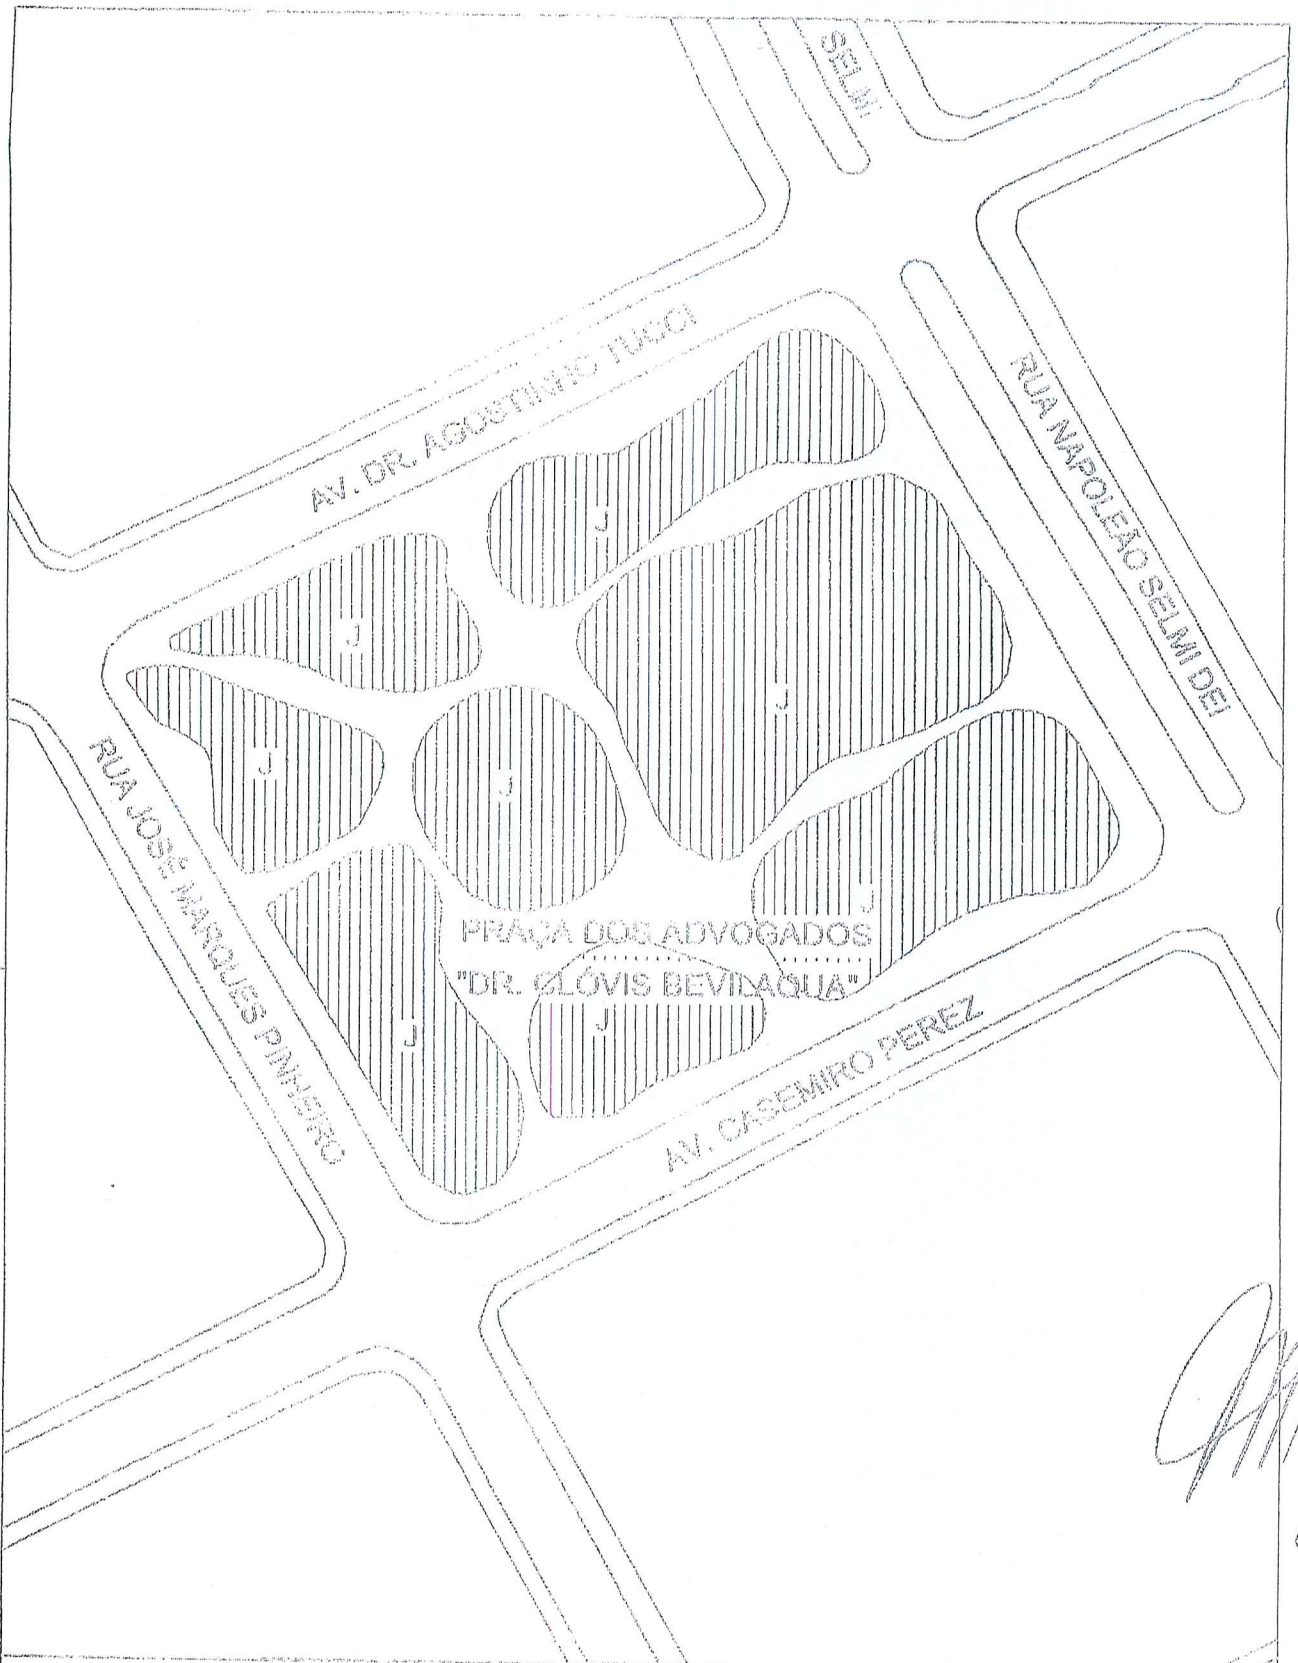 SELMI
AV. DR. AGOSTINHO TUCCI
RUA NAPOLEÃO SELMI DEI
J
J
J
J
J
J
RUA JOSÉ MARQUES PINHEIRO
J
PRAÇA DOS ADVOGADOS
"DR. CLÓVIS BEVILAQUA"
J
J
AV. CASEMIRO PEREZ